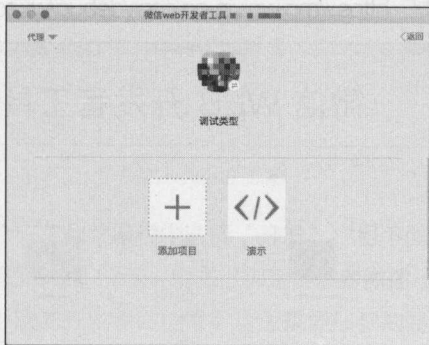 微信web开发者工具
代理
返回
调试类型
添加项目
演示